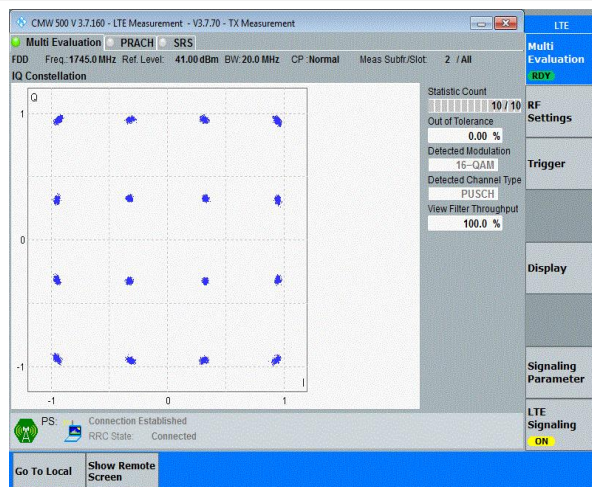 CMW 500 V 3.7.160 - LTE Measurement - V3.7.70 - TX Measurement
Multi Evaluation PRACH SRS
FDD Freq.:1745.0 MHz Ref. Level: 41.00 dBm BW:20.0 MHz CP :Normal Meas Subfr./Slot: 2 / All
IQ Constellation
Q
1
0
-1
I
-1 0 1
Statistic Count
10 / 10
Out of Tolerance
0.00 %
Detected Modulation
16-QAM
Detected Channel Type
PUSCH
View Filter Throughput
100.0 %
PS: Connection Established
RRC State: Connected
LTE
Multi
Evaluation
RDY
RF
Settings
Trigger
Display
Signaling
Parameter
LTE
Signaling
ON
Go To Local
Show Remote
Screen